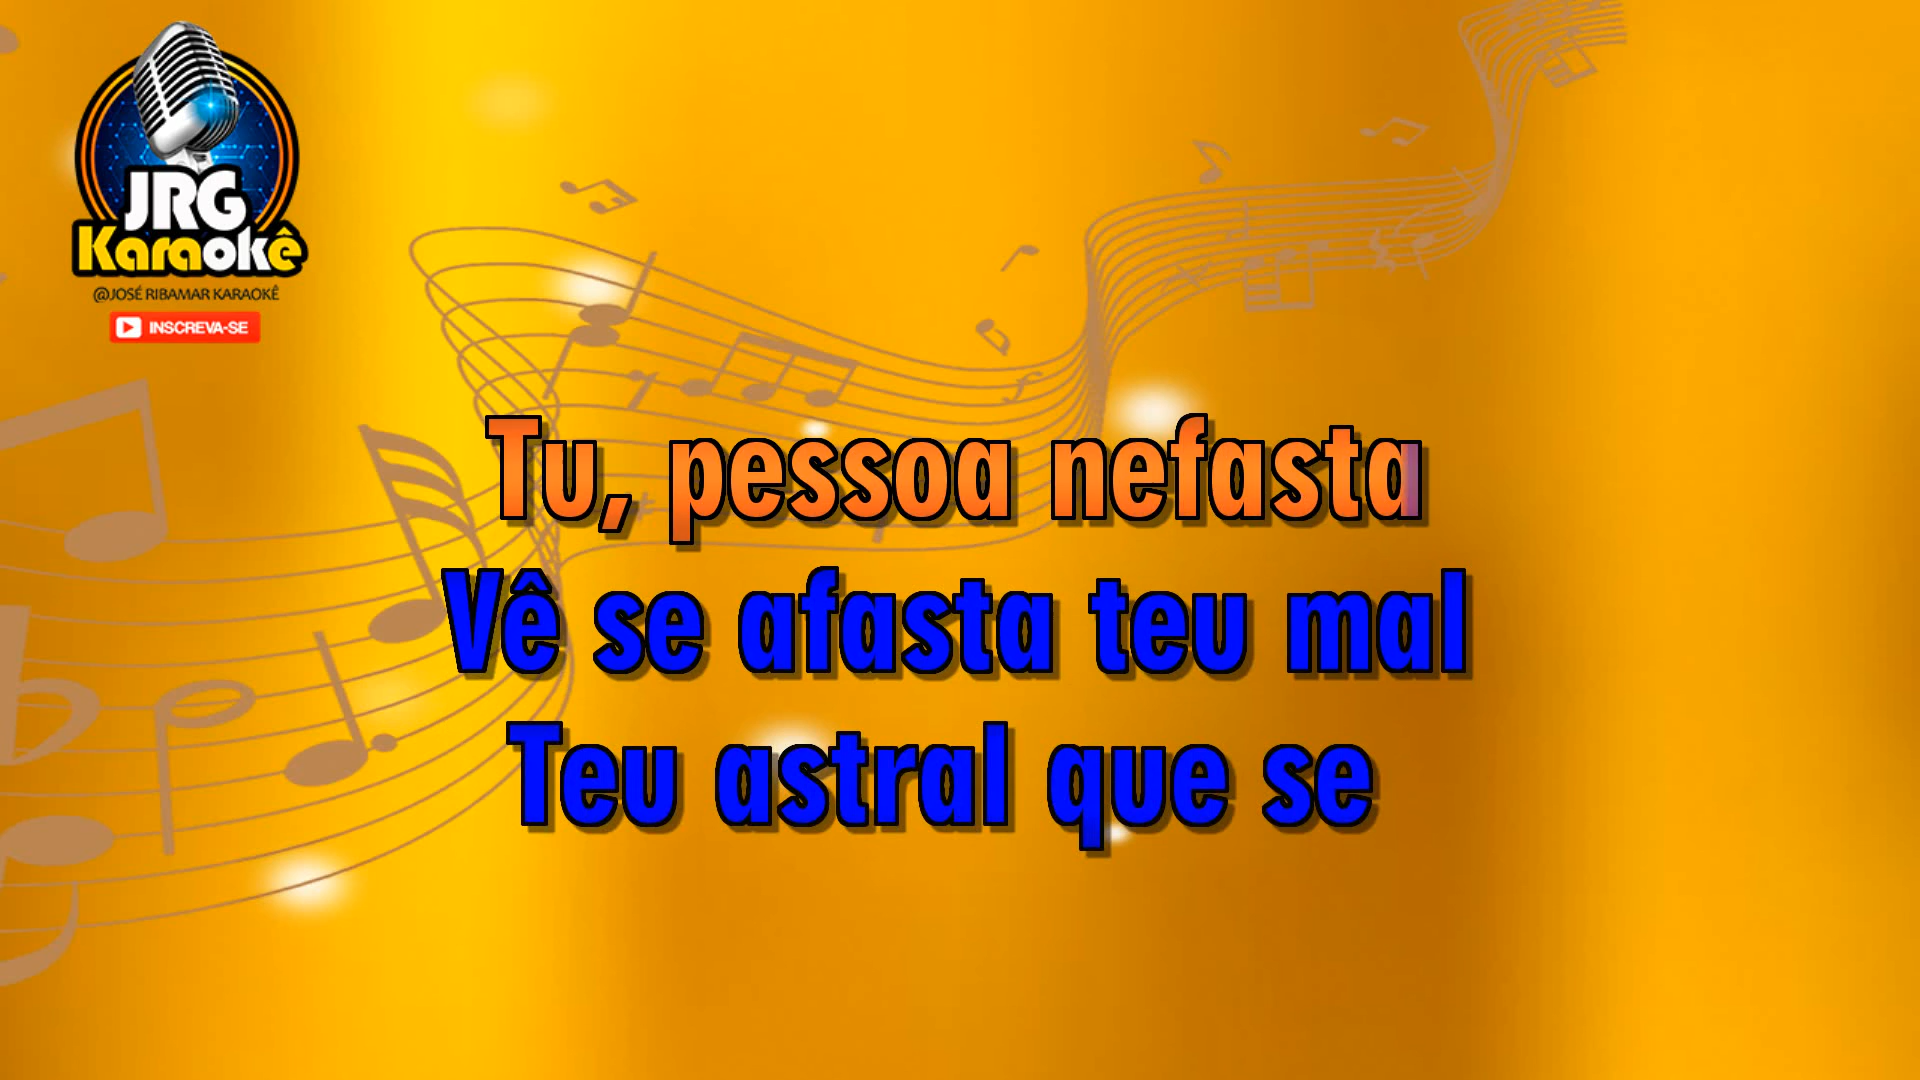 JRG
Karaokê
@JOSÉ RIBAMAR KARAOKÊ
INSCREVA-SE
Tu, pessoa nefasta
Vê se afasta teu mal
Teu astral que se